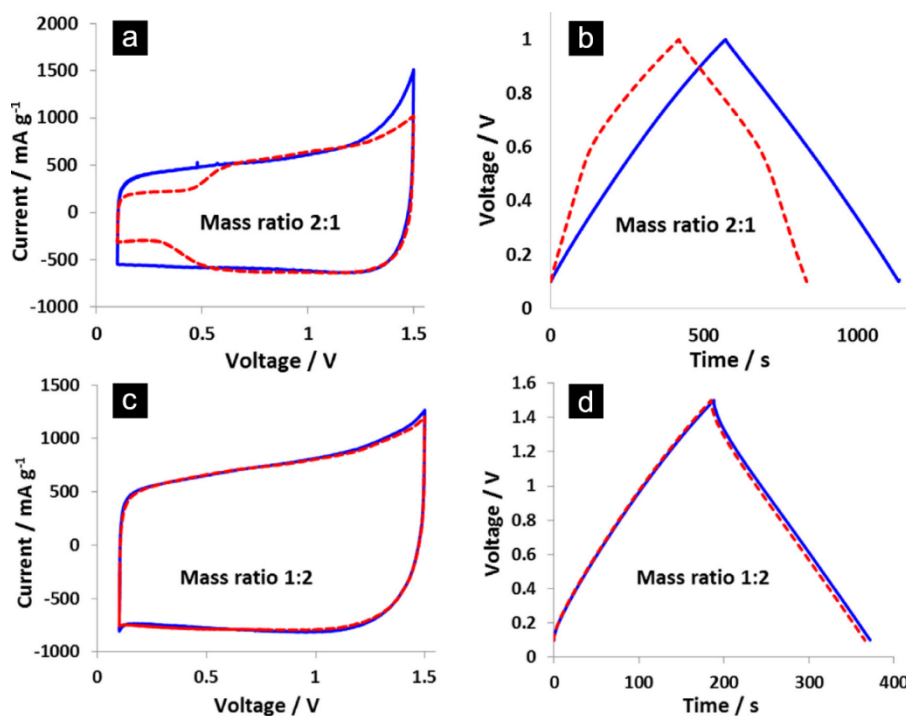 a
2000
1500
1000
500
0
-500
-1000
Current / mA g⁻¹
Mass ratio 2:1
0
0.5
1
1.5
Voltage / V
b
1
0.8
0.6
0.4
0.2
0
Voltage / V
Mass ratio 2:1
0
500
1000
Time / s
c
1500
1000
500
0
-500
-1000
Current / mA g⁻¹
Mass ratio 1:2
0
0.5
1
1.5
Voltage / V
d
1.6
1.4
1.2
1
0.8
0.6
0.4
0.2
0
Voltage / V
Mass ratio 1:2
0
100
200
300
400
Time / s